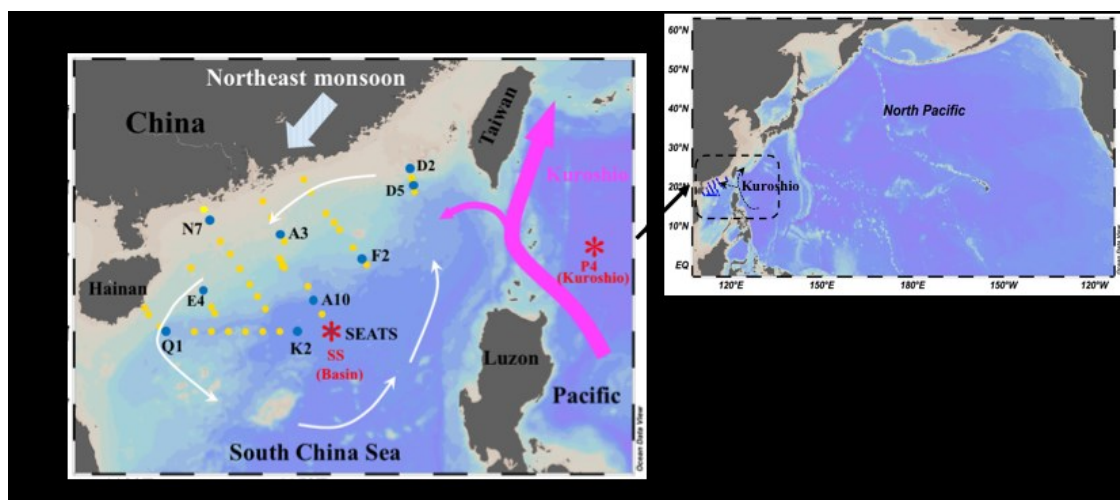 Northeast monsoon
China
Taiwan
D2
D5
Kuroshio
N7
A3
F2
P4
(Kuroshio)
Hainan
E4
A10
SEATS
Q1
K2
SS
(Basin)
Luzon
Pacific
South China Sea
Ocean Data View
60°N
50°N
40°N
30°N
20°N
10°N
EQ
North Pacific
Kuroshio
120°E
150°E
180°W
150°W
120°W